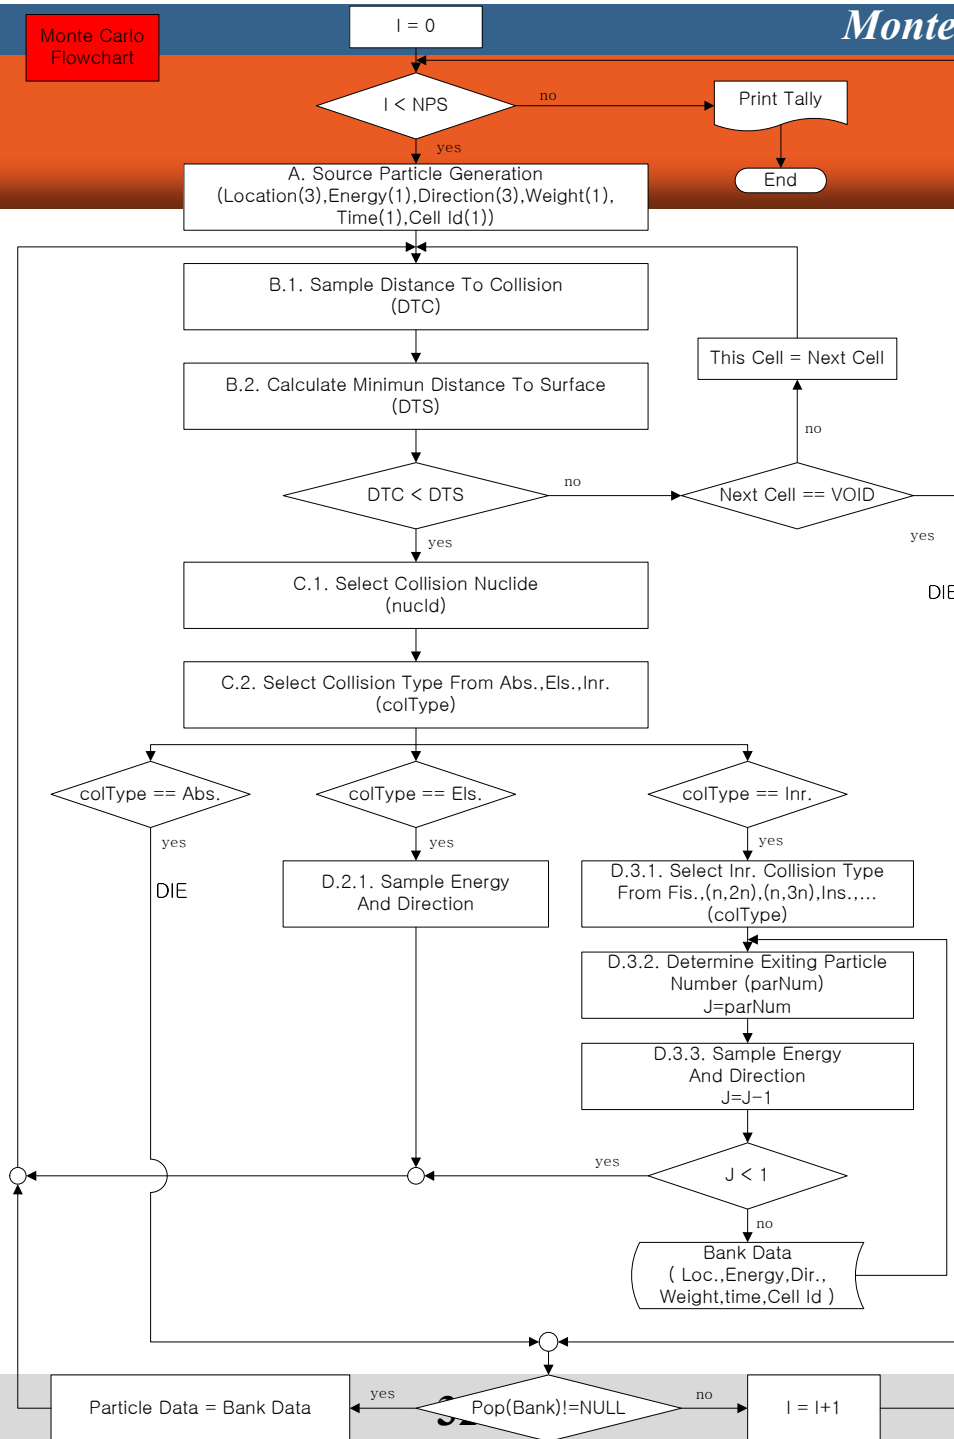 Monte
Monte Carlo
Flowchart
I = 0
I < NPS
no
Print Tally
End
yes
A. Source Particle Generation
(Location(3),Energy(1),Direction(3),Weight(1),
Time(1),Cell Id(1))
B.1. Sample Distance To Collision
(DTC)
B.2. Calculate Minimun Distance To Surface
(DTS)
This Cell = Next Cell
no
DTC < DTS
no
Next Cell == VOID
yes
yes
DIE
C.1. Select Collision Nuclide
(nucId)
C.2. Select Collision Type From Abs.,Els.,Inr.
(colType)
colType == Abs.
colType == Els.
colType == Inr.
yes
yes
yes
DIE
D.2.1. Sample Energy
And Direction
D.3.1. Select Inr. Collision Type
From Fis.,(n,2n),(n,3n),Ins.,...
(colType)
D.3.2. Determine Exiting Particle
Number (parNum)
J=parNum
D.3.3. Sample Energy
And Direction
J=J-1
yes
J < 1
no
Bank Data
( Loc.,Energy,Dir.,
Weight,time,Cell Id )
Particle Data = Bank Data
yes
Pop(Bank)!=NULL
no
I = I+1